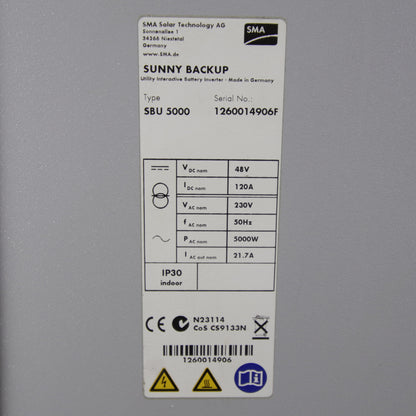 SMA Solar Technology AG
Sonnenallee 1
34266 Niestetal
Germany
www.SMA.de
SMA
SUNNY BACKUP
Utility Interactive Battery Inverter - Made in Germany
Type Serial No.:
SBU 5000 1260014906F
V DC nom 48V
I DC nom 120A
V AC nom 230V
f AC nom 50Hz
P AC nom 5000W
I AC out nom 21.7A
IP30
indoor
CE N23114
CoS CS9133N
1260014906